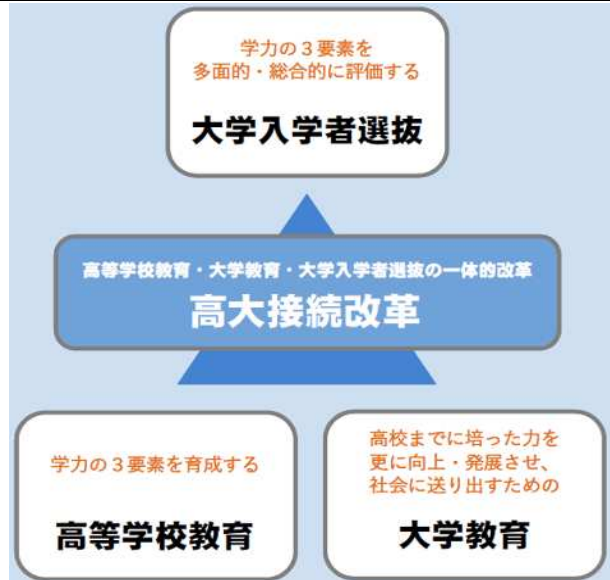 学力の3要素を
多面的・総合的に評価する
大学入学者選抜
高等学校教育・大学教育・大学入学者選抜の一体的改革
高大接続改革
学力の3要素を育成する
高等学校教育
高校までに培った力を
更に向上・発展させ、
社会に送り出すための
大学教育